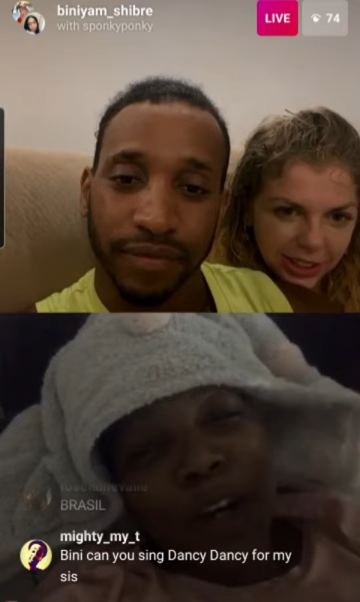 biniyam_shibre
with sponkyponky
LIVE
74
BRASIL
mighty_my_t
Bini can you sing Dancy Dancy for my
sis